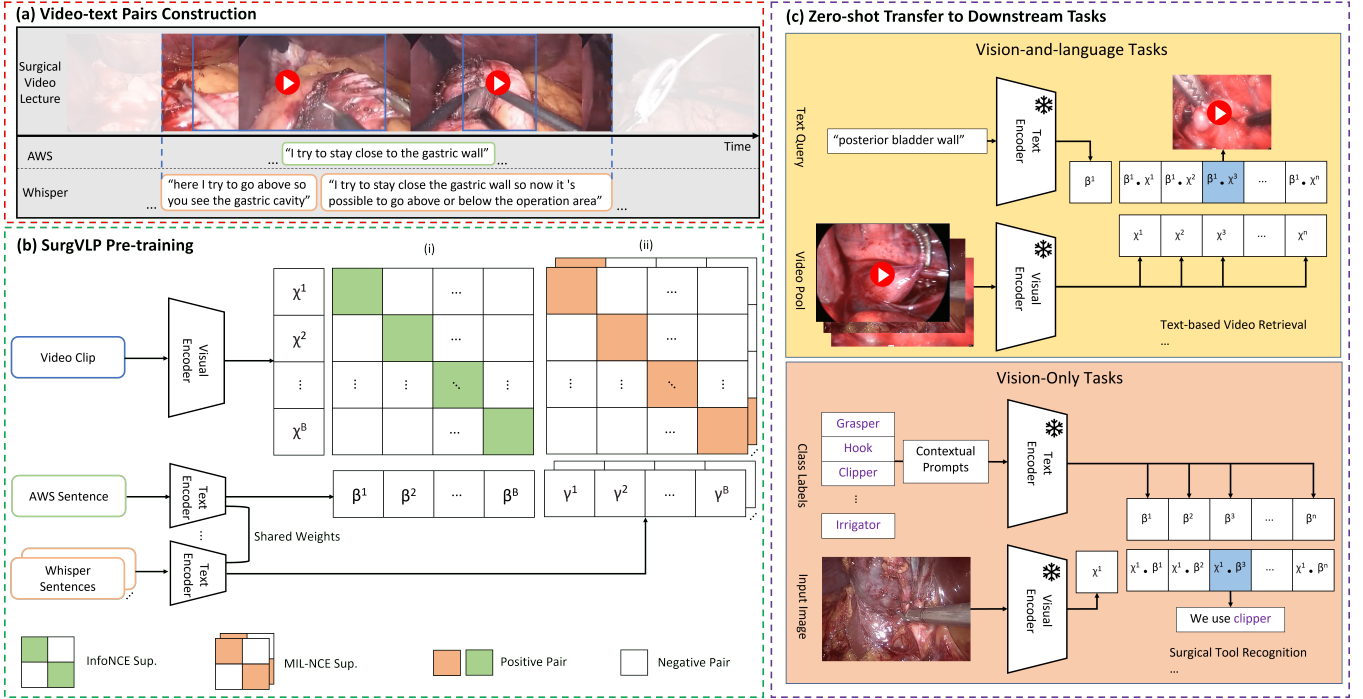 (a) Video-text Pairs Construction
Surgical
Video
Lecture
Time
AWS
... “I try to stay close to the gastric wall” ...
Whisper
... “here I try to go above so
you see the gastric cavity”
“I try to stay close the gastric wall so now it 's
possible to go above or below the operation area” ...
(b) SurgVLP Pre-training
(i)
(ii)
Video Clip
Visual
Encoder
χ¹
χ²
⋮
χᴮ
...
...
⋮ ⋮ ⋱ ⋮
...
...
...
⋮ ⋮ ⋱ ⋮
...
AWS Sentence
Text
Encoder
β¹ β² ... βᴮ
γ¹ γ² ... γᴮ
...
Shared Weights
Whisper
Sentences
Text
Encoder
InfoNCE Sup.
MIL-NCE Sup.
Positive Pair
Negative Pair
(c) Zero-shot Transfer to Downstream Tasks
Vision-and-language Tasks
Text Query
“posterior bladder wall”
Text
Encoder
β¹
β¹ • χ¹ β¹ • χ² β¹ • χ³ ... β¹ • χⁿ
χ¹ χ² χ³ ... χⁿ
Video Pool
Visual
Encoder
Text-based Video Retrieval
...
Vision-Only Tasks
Class Labels
Grasper
Hook
Clipper
⋮
Irrigator
Contextual
Prompts
Text
Encoder
β¹ β² β³ ... βⁿ
Input Image
Visual
Encoder
χ¹
χ¹ • β¹ χ¹ • β² χ¹ • β³ ... χ¹ • βⁿ
We use clipper
Surgical Tool Recognition
...